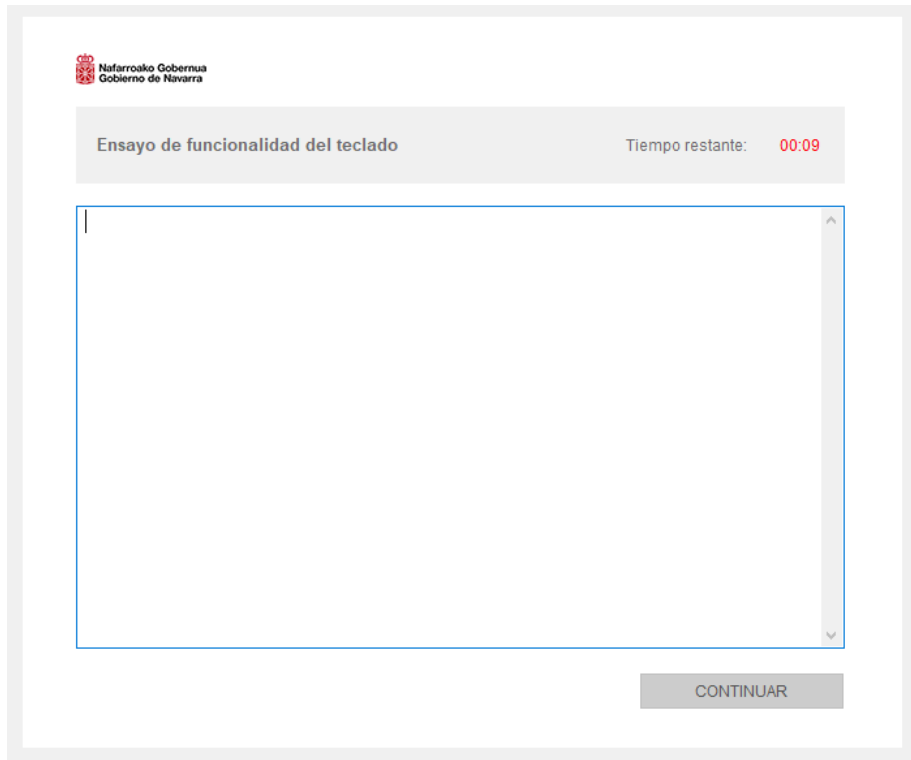 Nafarroako Gobernua
Gobierno de Navarra
Ensayo de funcionalidad del teclado
Tiempo restante: 00:09
CONTINUAR